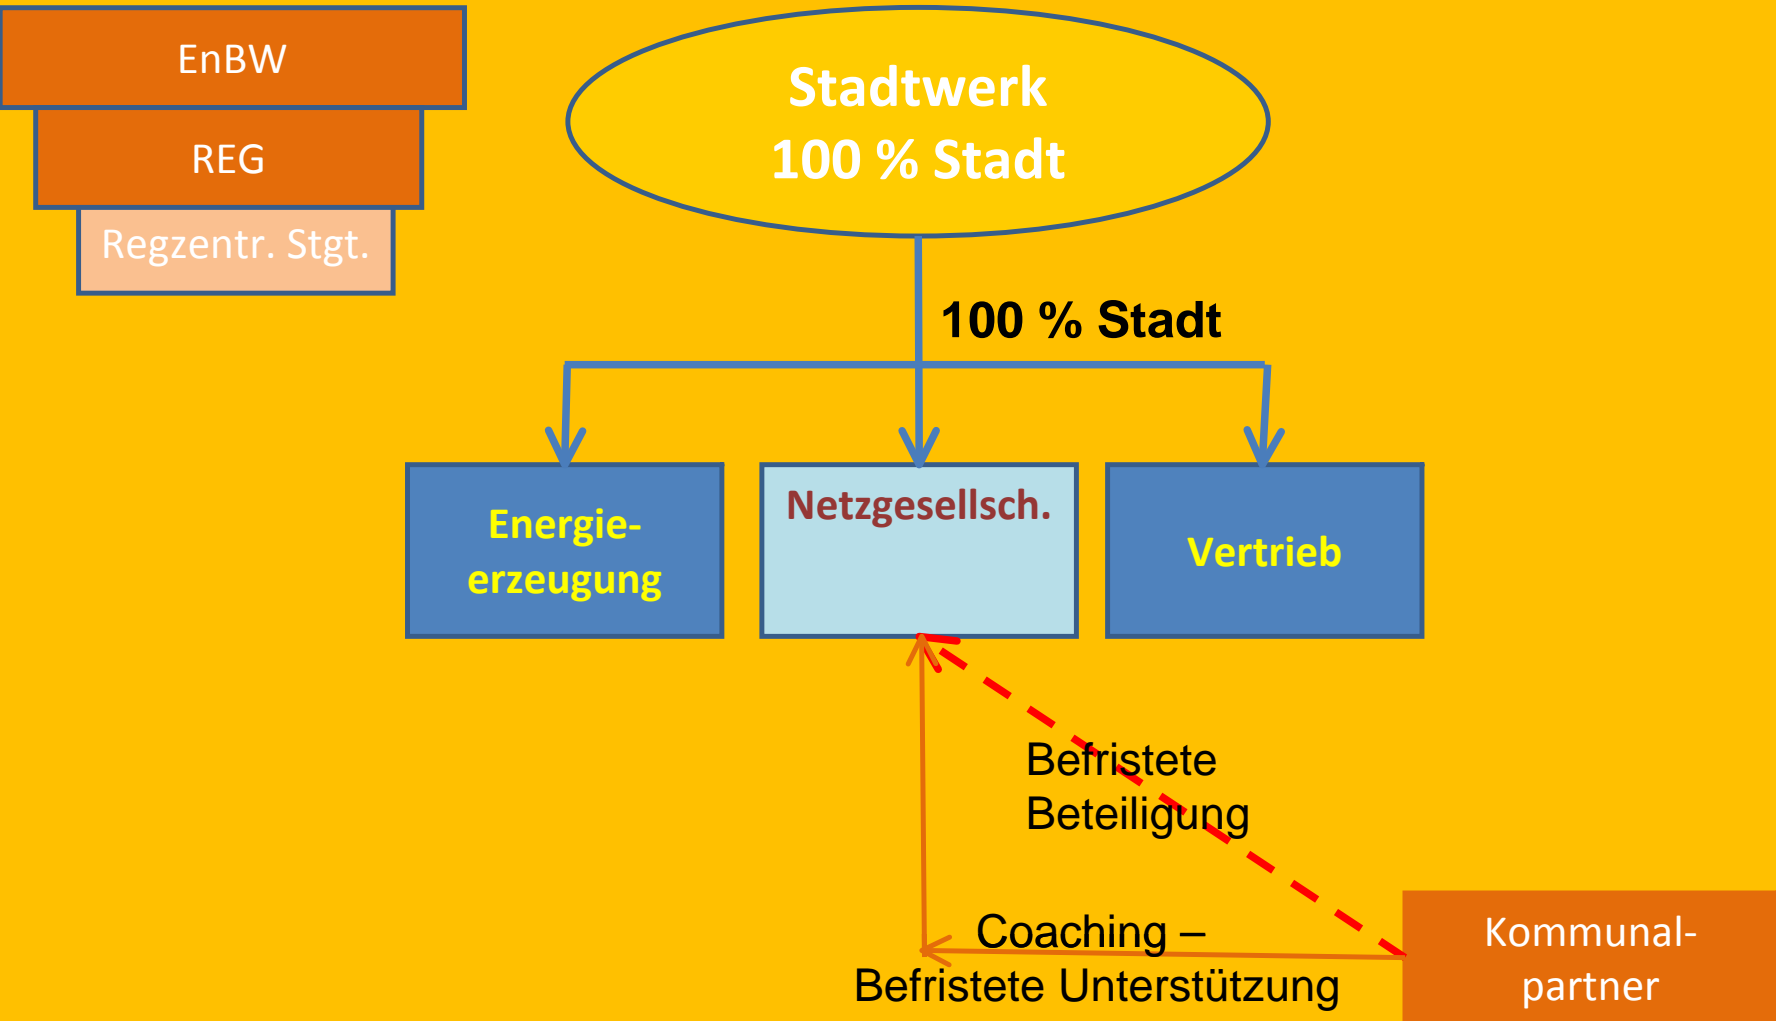 EnBW
REG
Regzentr. Stgt.
Stadtwerk
100 % Stadt
100 % Stadt
Energie-
erzeugung
Netzgesellsch.
Vertrieb
Befristete
Beteiligung
Coaching –
Befristete Unterstützung
Kommunal-
partner